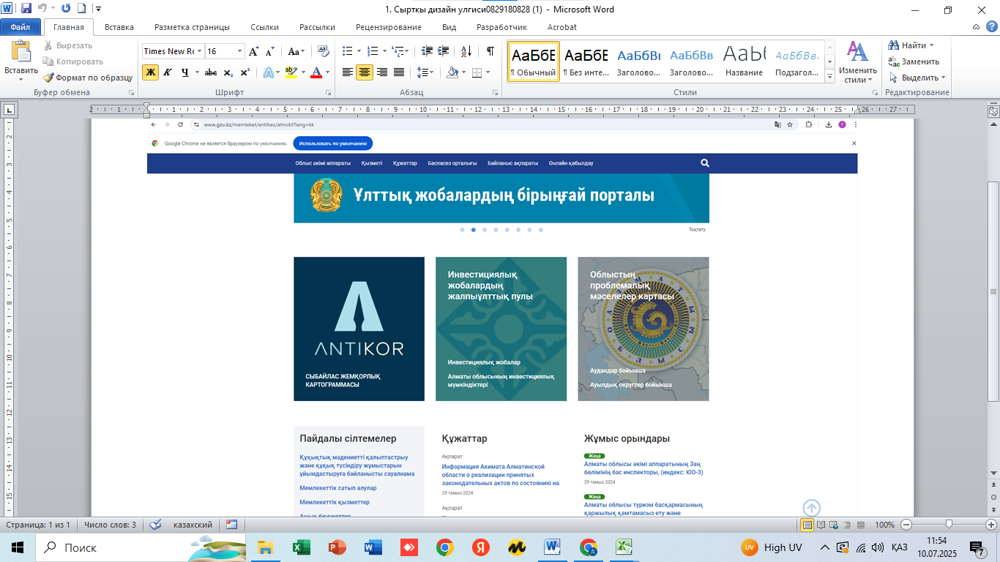 1. Сырткы дизайн улгиси0829180828 (1) - Microsoft Word
Файл
Главная
Вставка
Разметка страницы
Ссылки
Рассылки
Рецензирование
Вид
Разработчик
Acrobat
Вставить
Вырезать
Копировать
Формат по образцу
Буфер обмена
Times New Ro
16
Шрифт
Абзац
АаБбВ
¶ Обычный
¶ Без инте...
Заголово...
Заголово...
Название
Подзагол...
Стили
Изменить
стили
Найти
Заменить
Выделить
Редактирование
www.gov.kz/memleket/entities/almobl?lang=kk
Google Chrome не является браузером по умолчанию.
Использовать по умолчанию
Облыс әкімі аппараты
Қызметі
Құжаттар
Баспасөз орталығы
Байланыс ақпараты
Онлайн қабылдау
Ұлттық жобалардың бірыңғай порталы
Тоқтату
ANTIKOR
СЫБАЙЛАС ЖЕМҚОРЛЫҚ
КАРТОГРАММАСЫ
Инвестициялық
жобалардың
жалпыұлттық пулы
Инвестициялық жобалар
Алматы облысының инвестициялық
мүмкіндіктері
Облыстың
проблемалық
мәселелер картасы
АЛМАТЫ ОБЛЫСЫ
Аудандар бойынша
Ауылдық округтер бойынша
Пайдалы сілтемелер
Құқықтық мәдениетті қалыптастыру
және құқық түсіндіру жұмыстарын
ұйымдастыруға байланысты сауалнама
Мемлекеттік сатып алулар
Мемлекеттік қызметтер
Ашық бюджеттер
Құжаттар
Ақпарат
Информация Акимата Алматинской
области о реализации принятых
законодательных актов по состоянию на
29 тамыз 2024
Ақпарат
Жұмыс орындары
Жаңа
Алматы облысы әкімі аппаратының Заң
бөлімінің бас инспекторы, (индекс: ЮО-3)
29 тамыз 2024
Жаңа
Алматы облысы туризм басқармасының
қаржылық қамтамасыз ету және
Страница: 1 из 1
Число слов: 3
казахский
100%
Поиск
High UV
ҚАЗ
11:54
10.07.2025
7